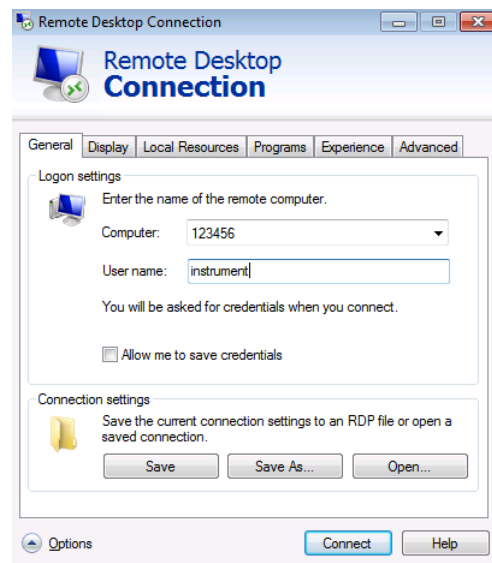 Remote Desktop Connection
Remote Desktop
Connection
General Display Local Resources Programs Experience Advanced
Logon settings
Enter the name of the remote computer.
Computer: 123456
User name: instrument
You will be asked for credentials when you connect.
Allow me to save credentials
Connection settings
Save the current connection settings to an RDP file or open a
saved connection.
Save Save As... Open...
Options Connect Help